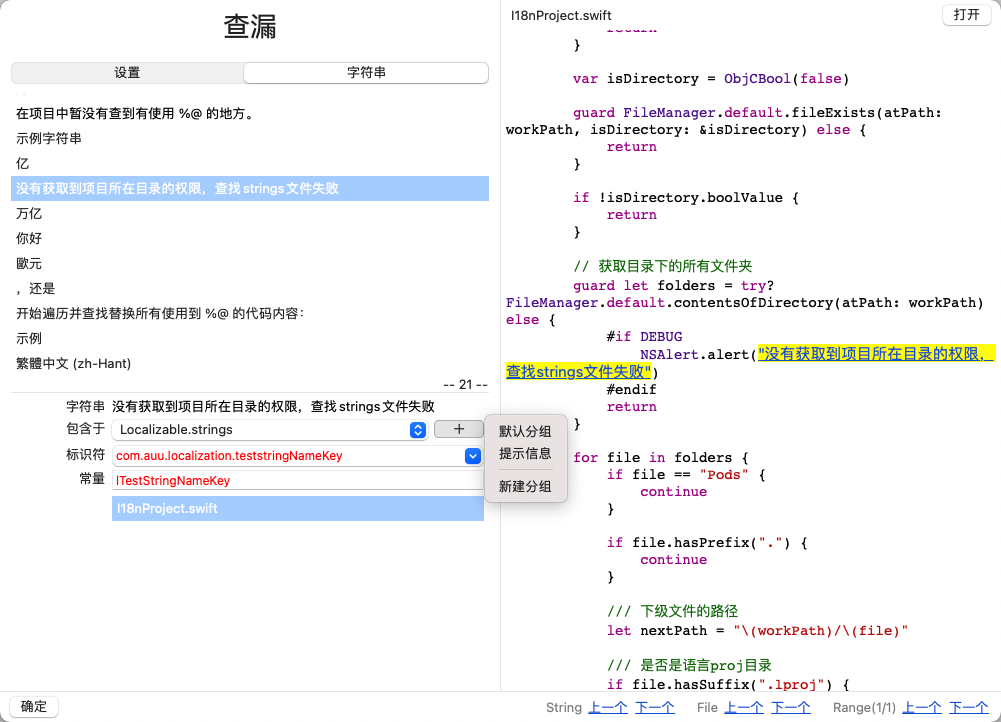 查漏
设置
字符串
在项目中暂没有查到有使用 %@ 的地方。
示例字符串
亿
没有获取到项目所在目录的权限，查找 strings 文件失败
万亿
你好
歐元
，还是
开始遍历并查找替换所有使用到 %@ 的代码内容：
示例
繁體中文 (zh-Hant)
-- 21 --
字符串 没有获取到项目所在目录的权限，查找 strings 文件失败
包含于 Localizable.strings
+
标识符 com.auu.localization.teststringNameKey
常量 lTestStringNameKey
I18nProject.swift
默认分组
提示信息
新建分组
确定
I18nProject.swift
打开
return
}
var isDirectory = ObjCBool(false)
guard FileManager.default.fileExists(atPath:
workPath, isDirectory: &isDirectory) else {
return
}
if !isDirectory.boolValue {
return
}
// 获取目录下的所有文件夹
guard let folders = try?
FileManager.default.contentsOfDirectory(atPath: workPath)
else {
#if DEBUG
NSAlert.alert("没有获取到项目所在目录的权限，
查找strings文件失败")
#endif
return
}
for file in folders {
if file == "Pods" {
continue
}
if file.hasPrefix(".") {
continue
}
/// 下级文件的路径
let nextPath = "\(workPath)/\(file)"
/// 是否是语言proj目录
if file.hasSuffix(".lproj") {
String 上一个 下一个 File 上一个 下一个 Range(1/1) 上一个 下一个